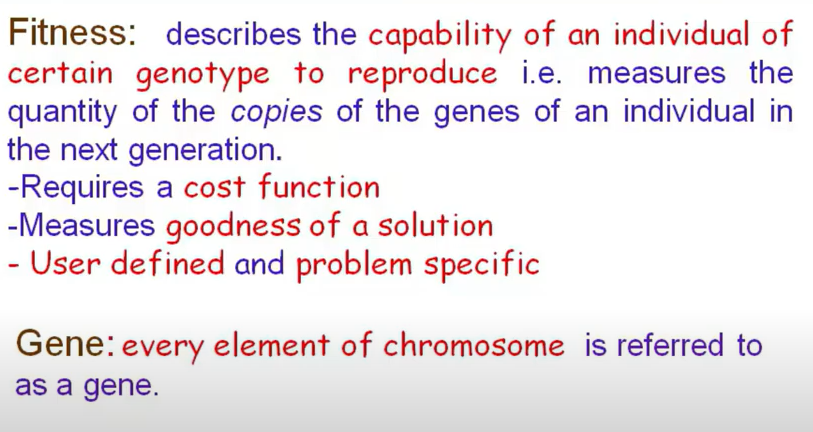 Fitness: describes the capability of an individual of
certain genotype to reproduce i.e. measures the
quantity of the copies of the genes of an individual in
the next generation.
-Requires a cost function
-Measures goodness of a solution
- User defined and problem specific
Gene: every element of chromosome is referred to
as a gene.